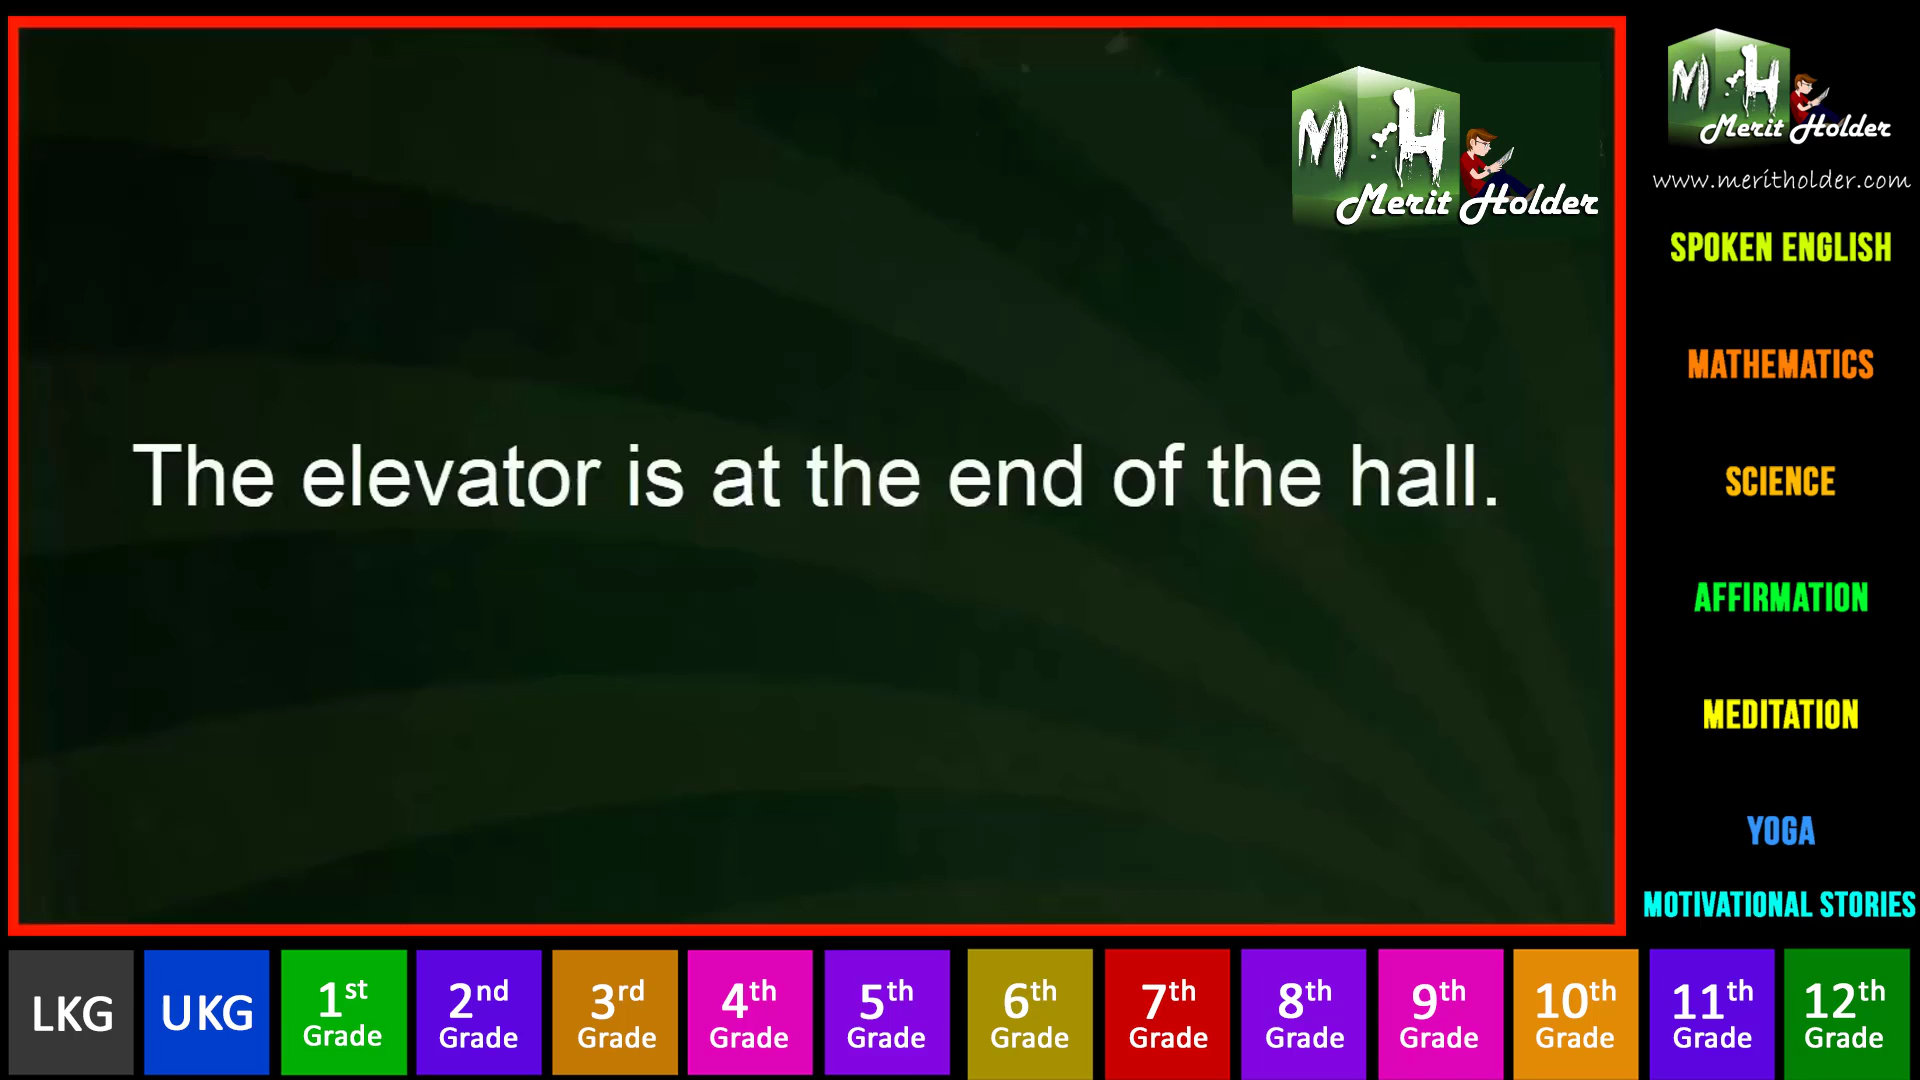 M H
Merit Holder
The elevator is at the end of the hall.
M H
Merit Holder
www.meritholder.com
SPOKEN ENGLISH
MATHEMATICS
SCIENCE
AFFIRMATION
MEDITATION
YOGA
MOTIVATIONAL STORIES
LKG
UKG
1st
Grade
2nd
Grade
3rd
Grade
4th
Grade
5th
Grade
6th
Grade
7th
Grade
8th
Grade
9th
Grade
10th
Grade
11th
Grade
12th
Grade